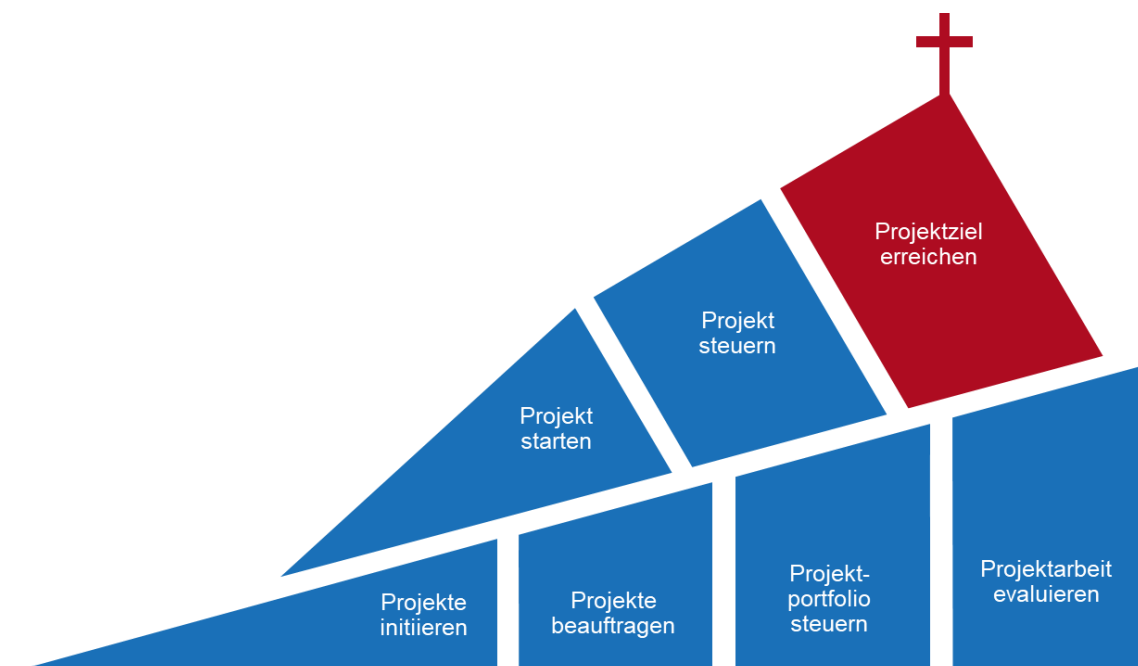 Projektziel
erreichen
Projekt
steuern
Projekt
starten
Projekte
initiieren
Projekte
beauftragen
Projekt-
portfolio
steuern
Projektarbeit
evaluieren